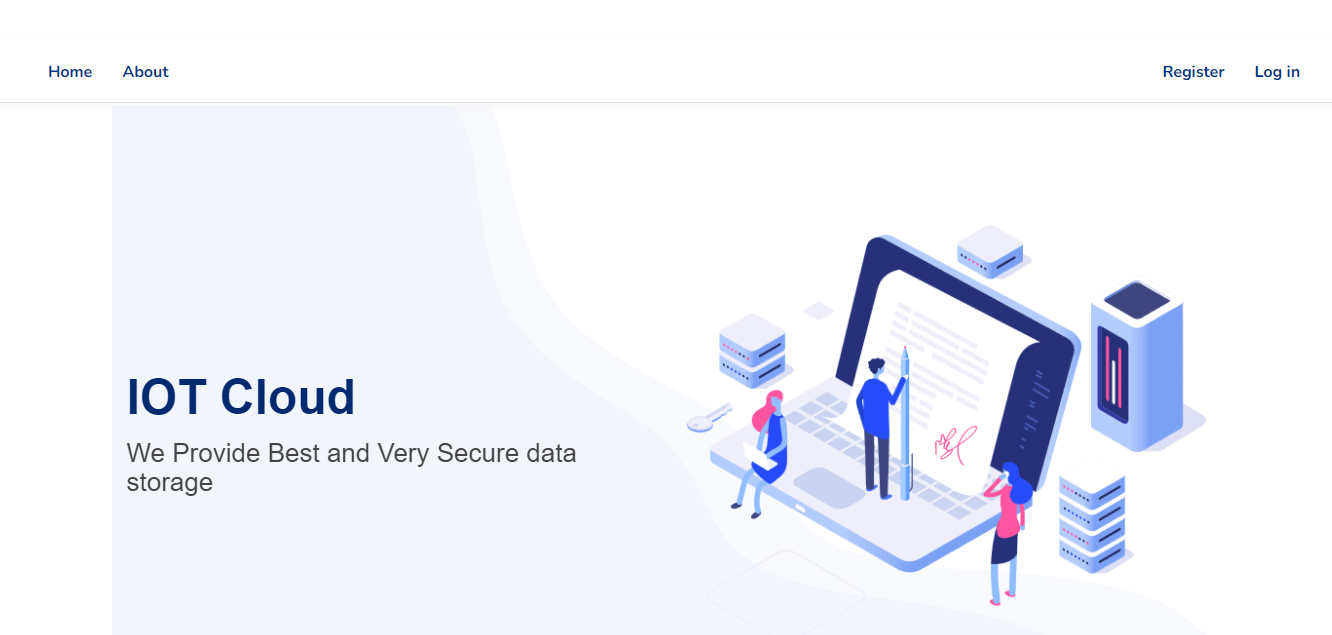 Home About Register Log in
IOT Cloud
We Provide Best and Very Secure data
storage